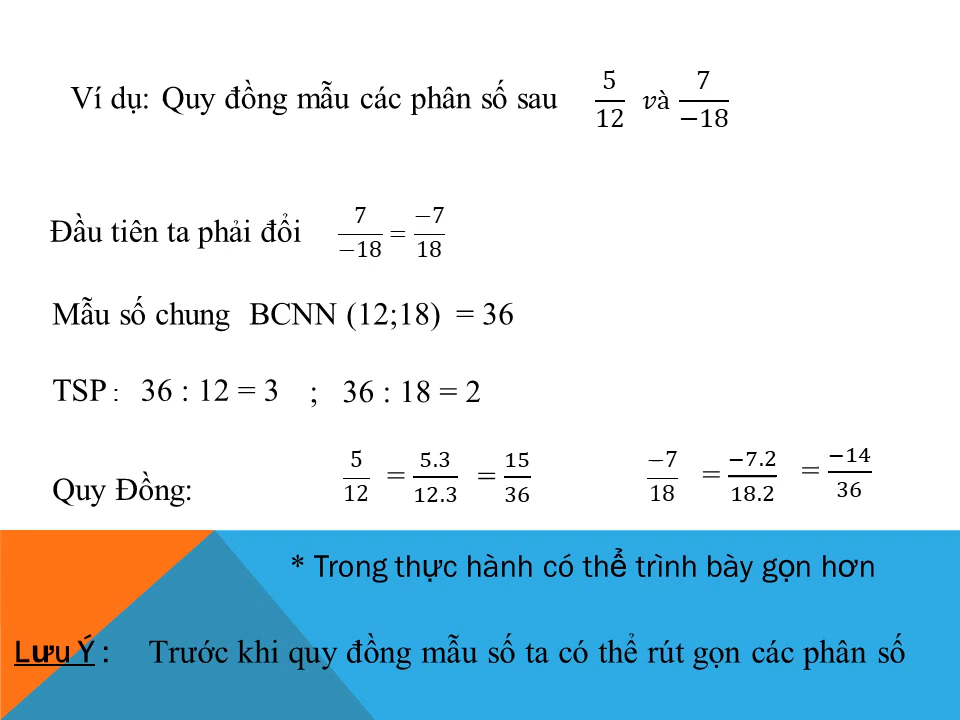 Ví dụ: Quy đồng mẫu các phân số sau 5/12 và 7/−18
Đầu tiên ta phải đổi 7/−18 = −7/18
Mẫu số chung BCNN (12;18) = 36
TSP : 36 : 12 = 3 ; 36 : 18 = 2
Quy Đồng: 5/12 = 5.3/12.3 = 15/36 −7/18 = −7.2/18.2 = −14/36
* Trong thực hành có thể trình bày gọn hơn
Lưu Ý : Trước khi quy đồng mẫu số ta có thể rút gọn các phân số